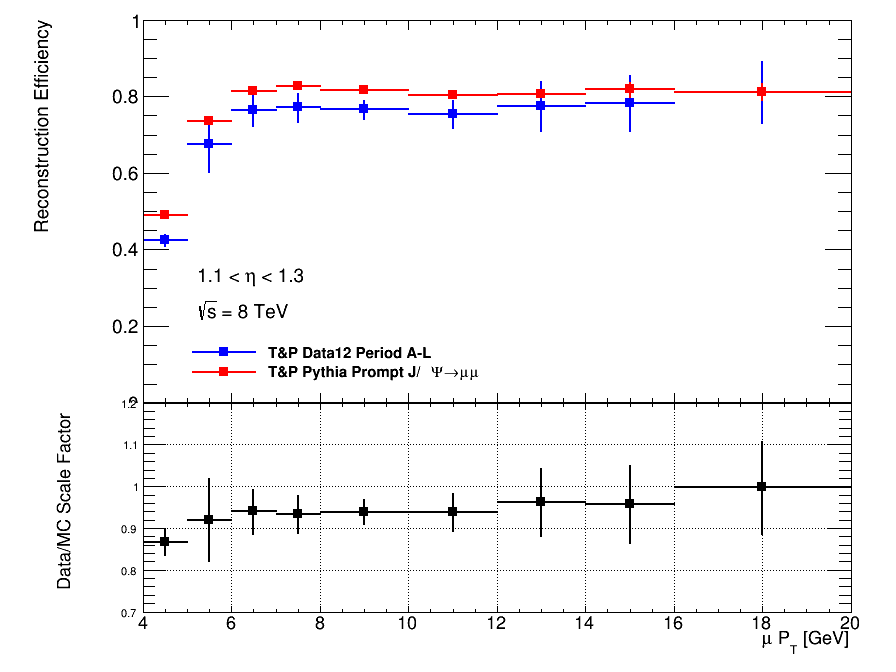 Reconstruction Efficiency
1
0.8
0.6
0.4
0.2
1.1 < η < 1.3
√s = 8 TeV
T&P Data12 Period A-L
T&P Pythia Prompt J/ Ψ→μμ
Data/MC Scale Factor
1.2
1.1
1
0.9
0.8
0.7
4 6 8 10 12 14 16 18 20
μ P_T [GeV]